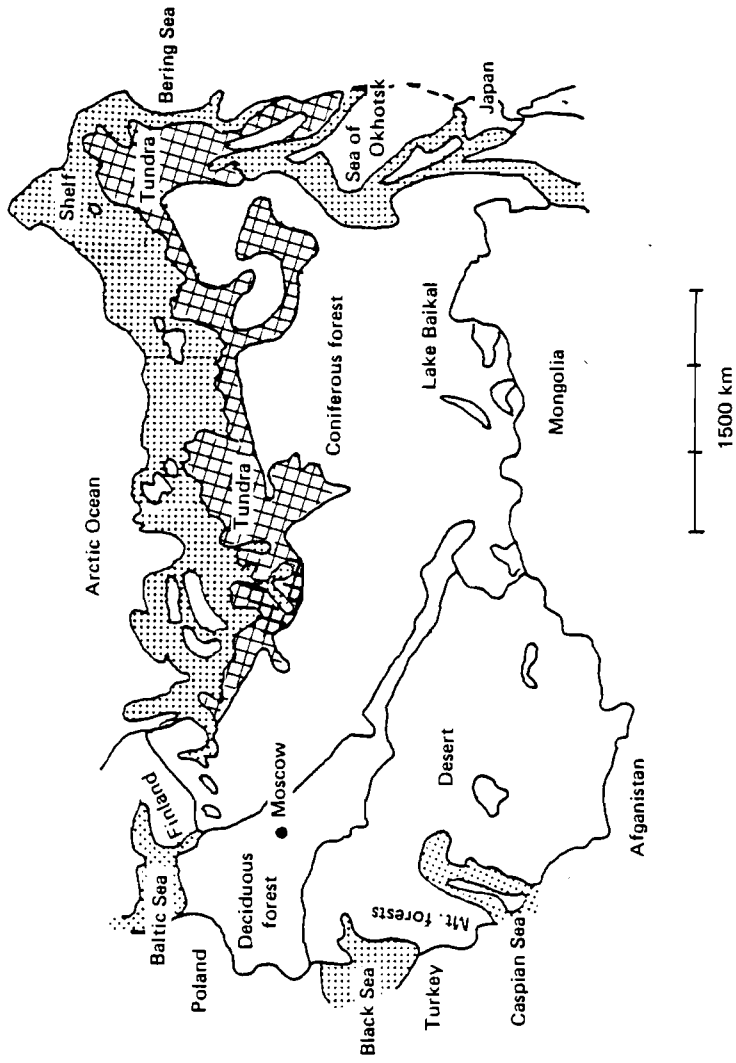 Arctic Ocean
Shelf
Bering Sea
Tundra
Tundra
Sea of
Okhotsk
Japan
Finland
Baltic Sea
Poland
Deciduous
forest
Moscow
Coniferous forest
Lake Baikal
Mongolia
Desert
Mt. forests
Black Sea
Turkey
Caspian Sea
Afganistan
1500 km